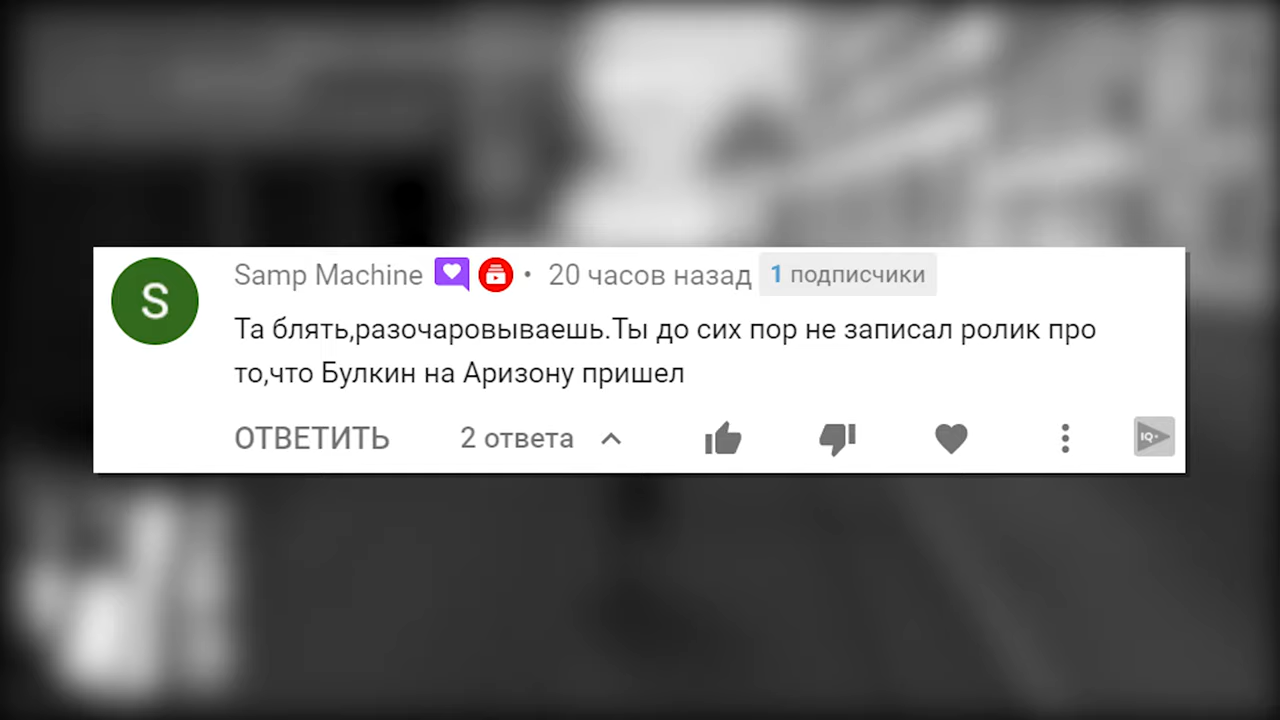 S
Samp Machine • 20 часов назад 1 подписчики
Та блять,разочаровываешь.Ты до сих пор не записал ролик про
то,что Булкин на Аризону пришел
ОТВЕТИТЬ 2 ответа IQ